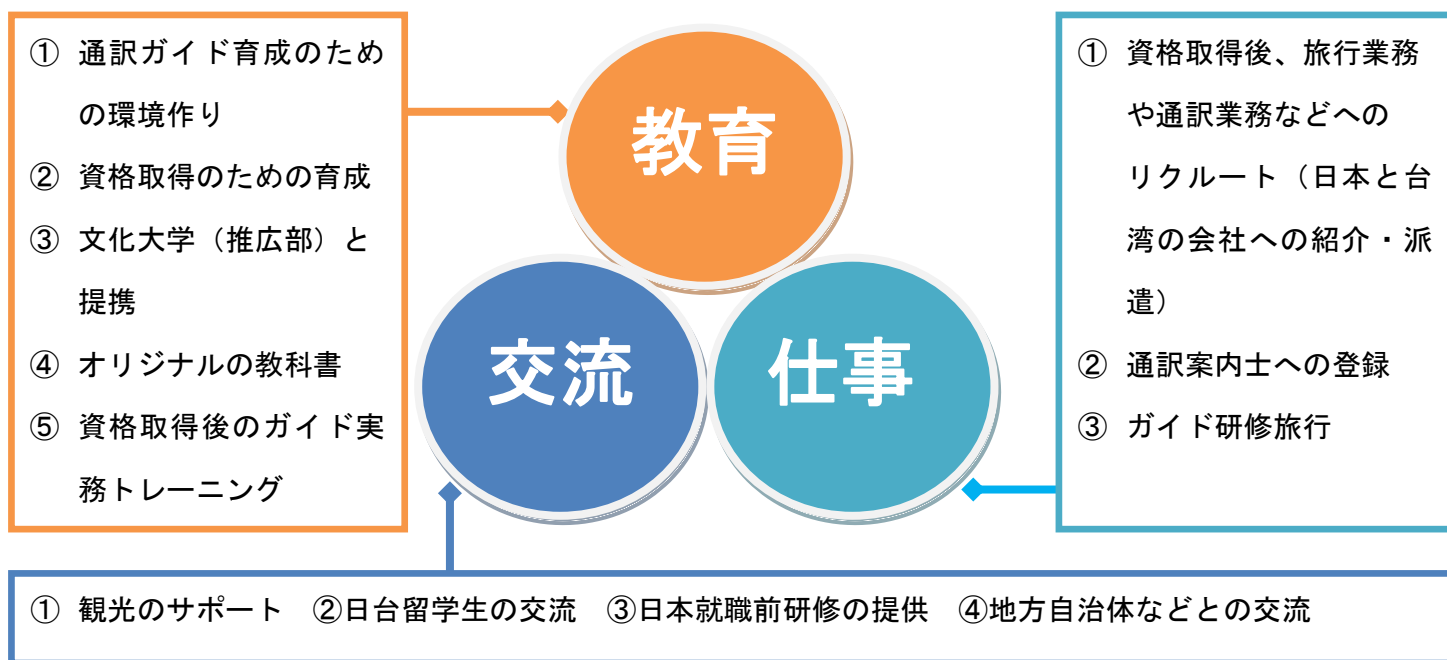 ① 通訳ガイド育成のため
の環境作り
② 資格取得のための育成
③ 文化大学（推広部）と
提携
④ オリジナルの教科書
⑤ 資格取得後のガイド実
務トレーニング
教育
交流
仕事
① 資格取得後、旅行業務
や通訳業務などへの
リクルート（日本と台
湾の会社への紹介・派
遣）
② 通訳案内士への登録
③ ガイド研修旅行
① 観光のサポート ②日台留学生の交流 ③日本就職前研修の提供 ④地方自治体などとの交流